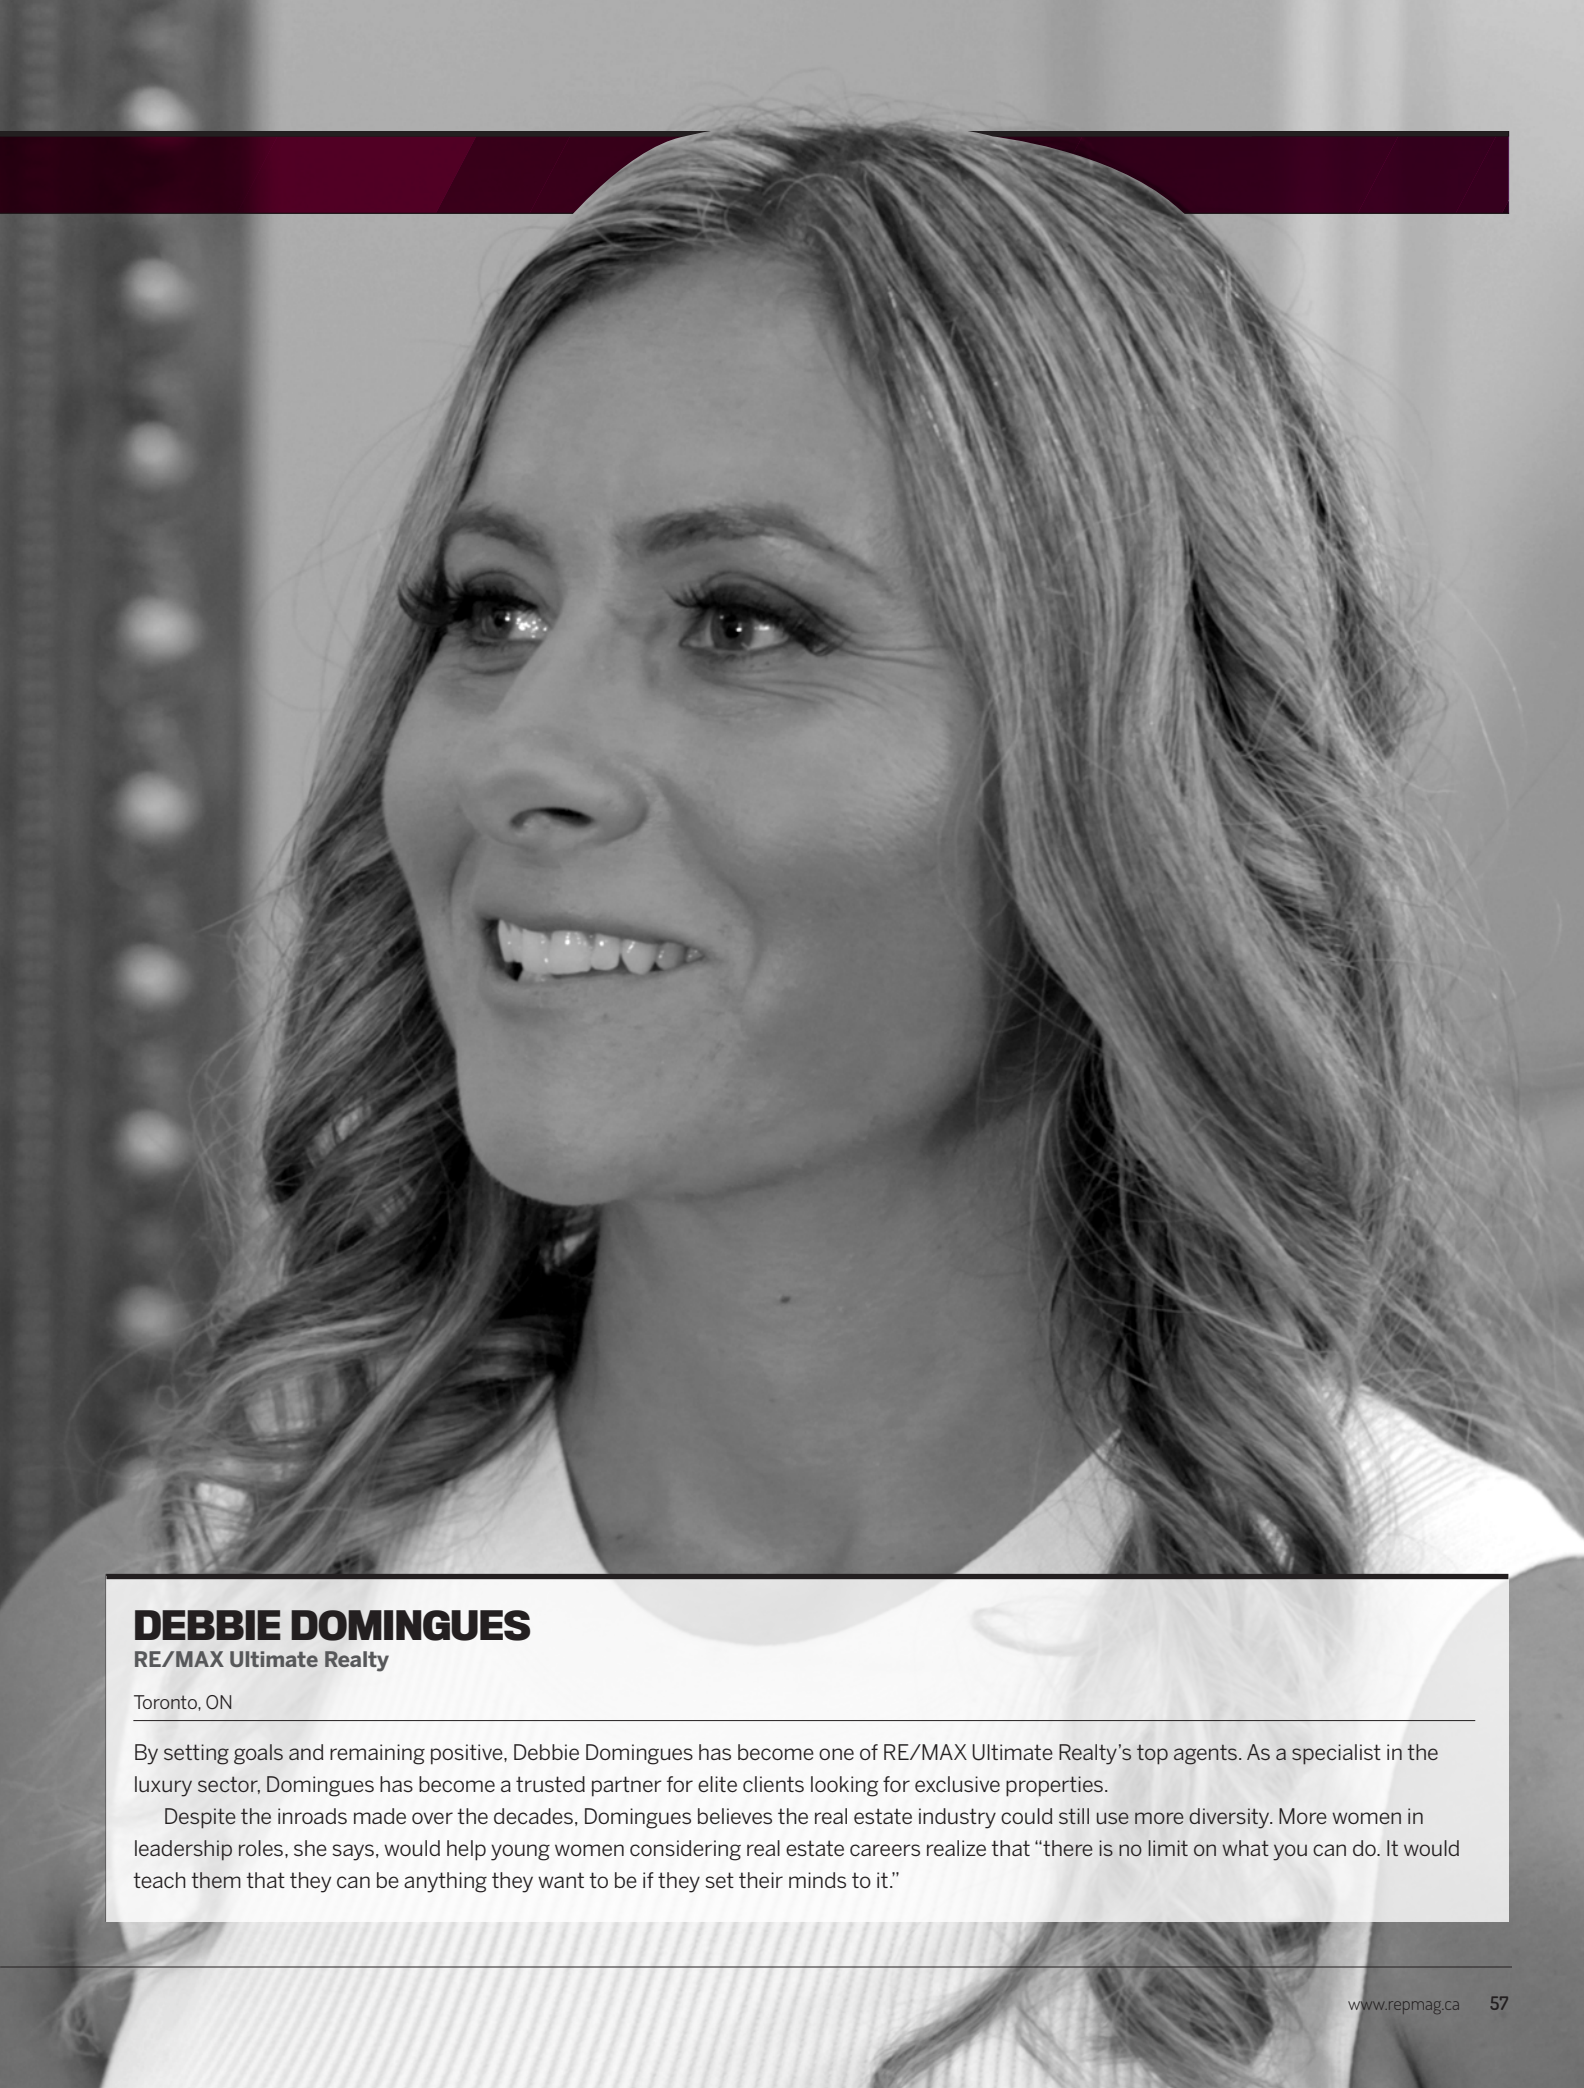 DEBBIE DOMINGUES
RE/MAX Ultimate Realty
Toronto, ON
By setting goals and remaining positive, Debbie Domingues has become one of RE/MAX Ultimate Realty’s top agents. As a specialist in the
luxury sector, Domingues has become a trusted partner for elite clients looking for exclusive properties.
Despite the inroads made over the decades, Domingues believes the real estate industry could still use more diversity. More women in
leadership roles, she says, would help young women considering real estate careers realize that “there is no limit on what you can do. It would
teach them that they can be anything they want to be if they set their minds to it.”
www.repmag.ca 57